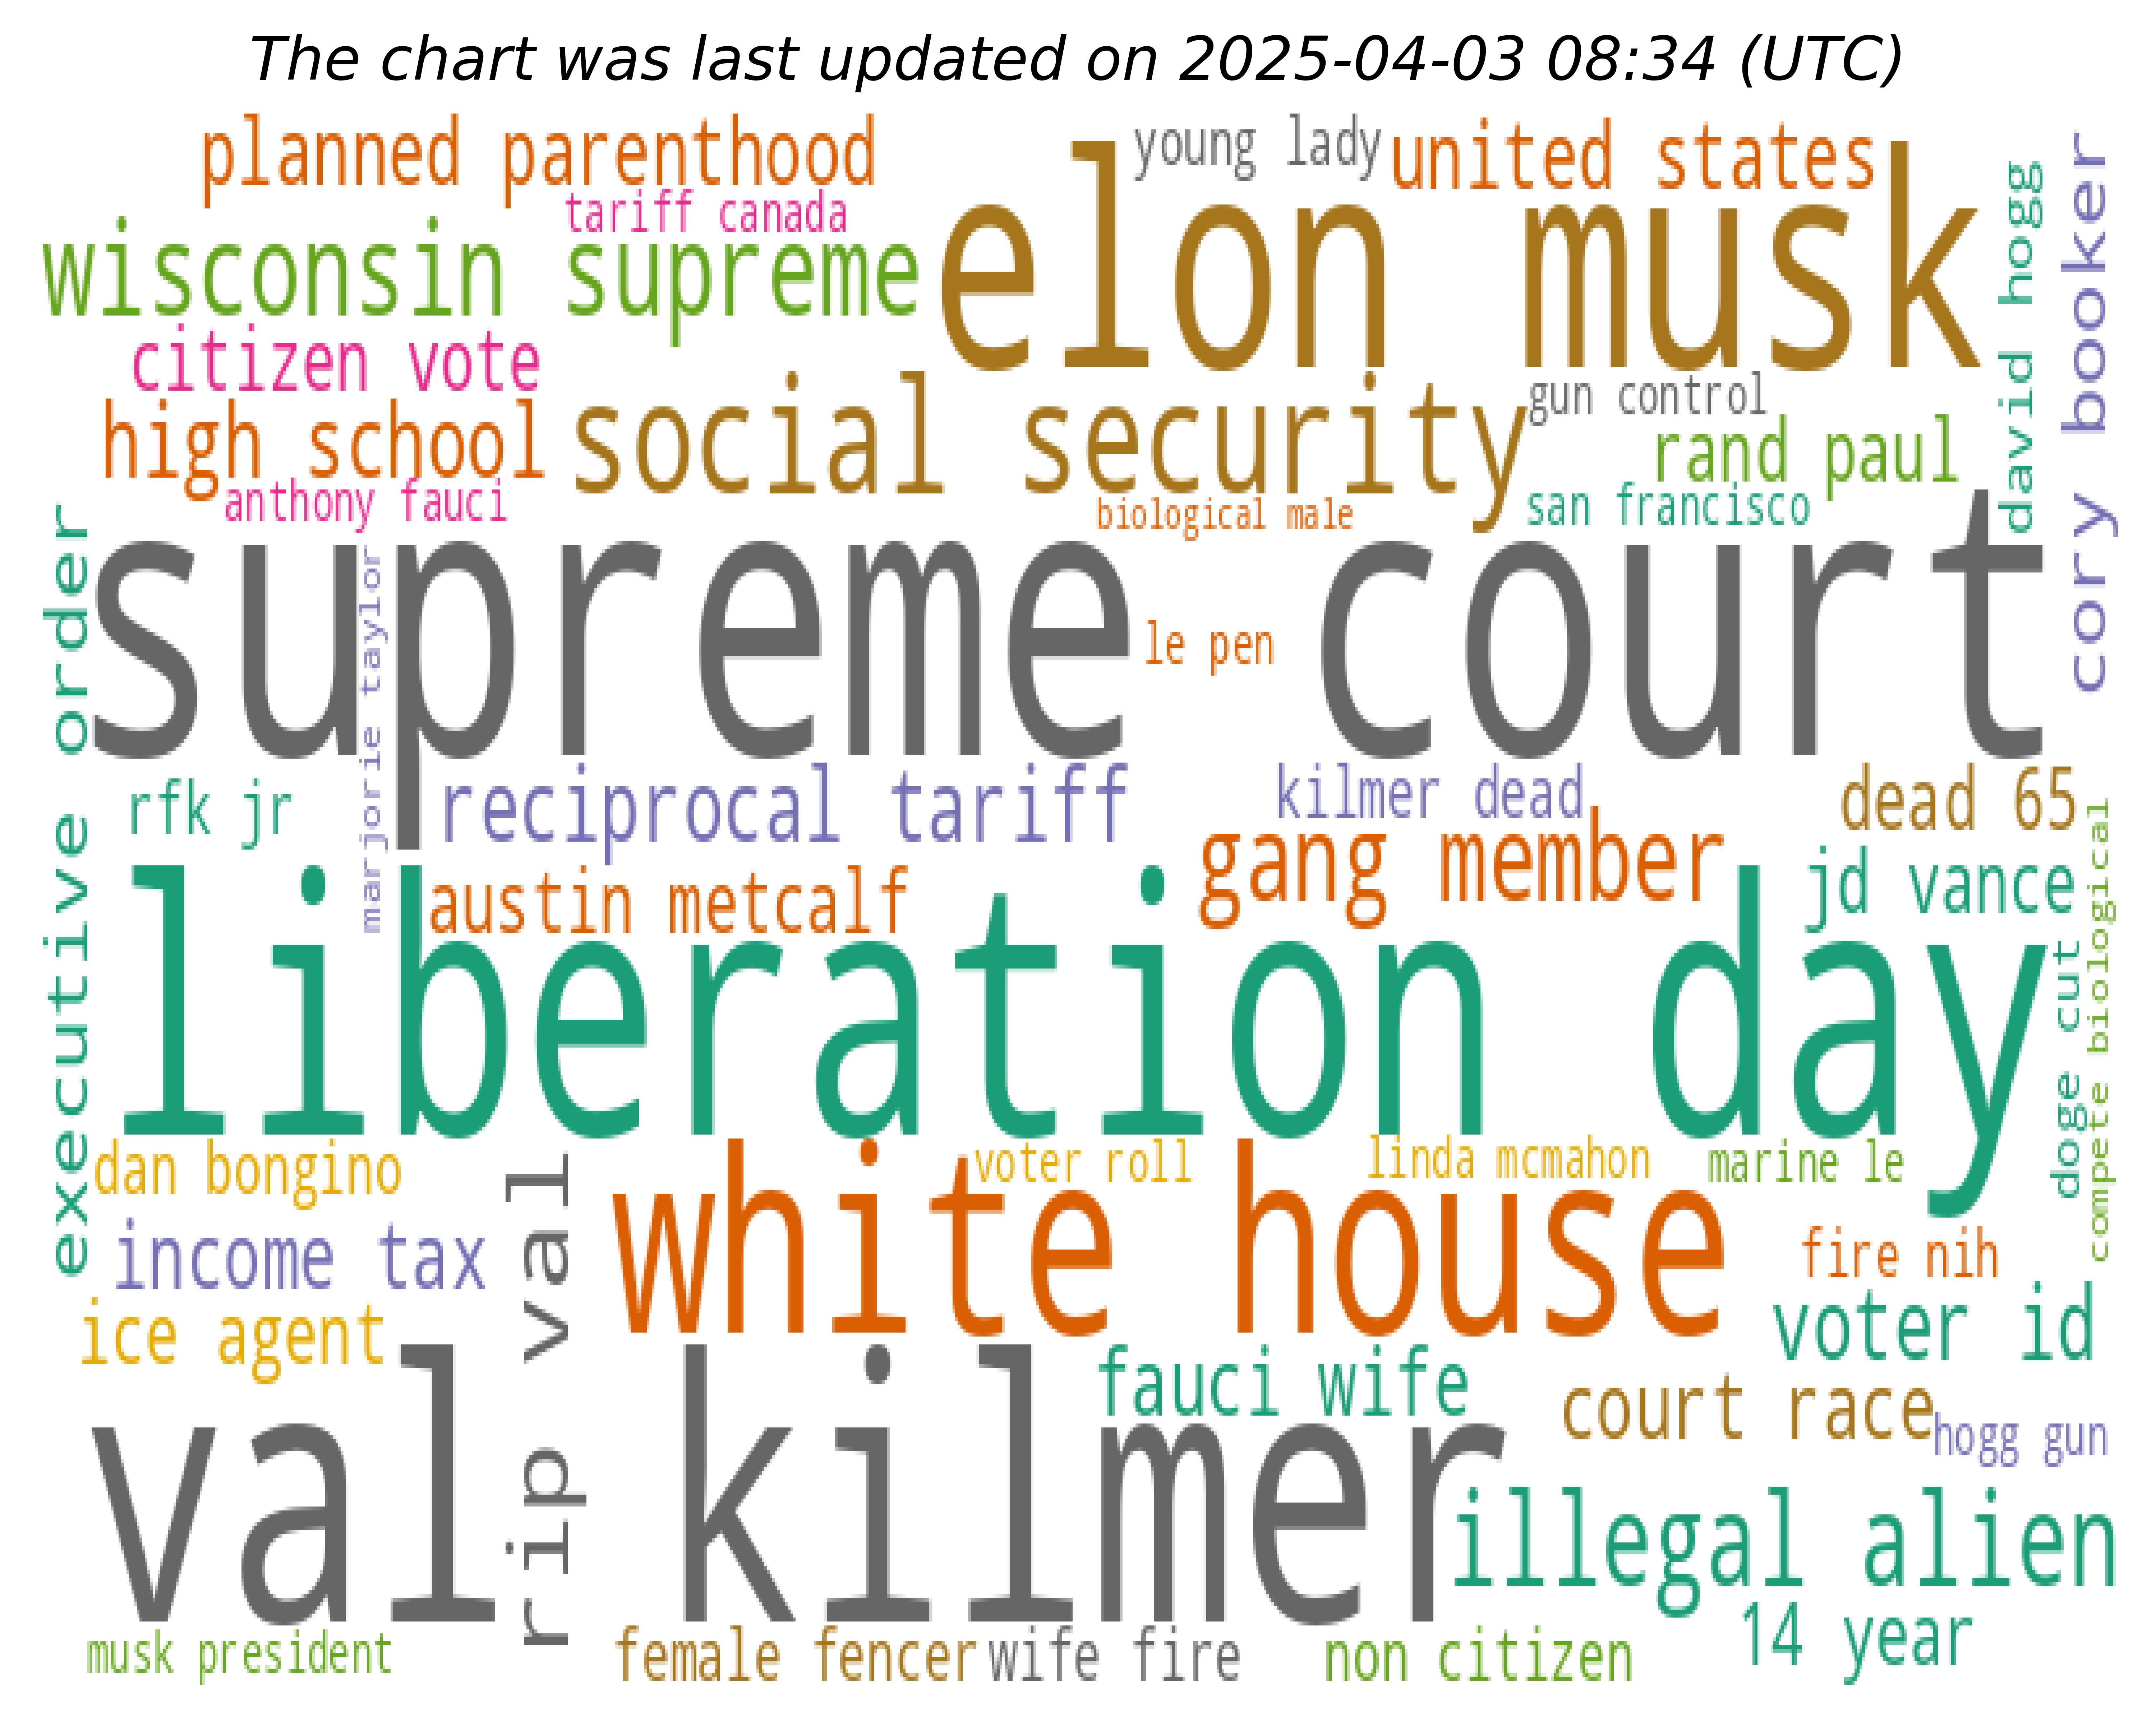 The chart was last updated on 2025-04-03 08:34 (UTC)
planned parenthood
young lady
united states
tariff canada
elon musk
wisconsin supreme
david hogg
cory booker
citizen vote
social security
gun control
high school
rand paul
anthony fauci
biological male
san francisco
supreme court
marjorie taylor
le pen
executive order
rfk jr
reciprocal tariff
kilmer dead
dead 65
gang member
jd vance
austin metcalf
compete biological
liberation day
doge cut
dan bongino
voter roll
linda mcmahon
marine le
white house
rip val
income tax
fire nih
ice agent
voter id
val kilmer
fauci wife
court race
hogg gun
illegal alien
14 year
musk president
female fencer
wife fire
non citizen